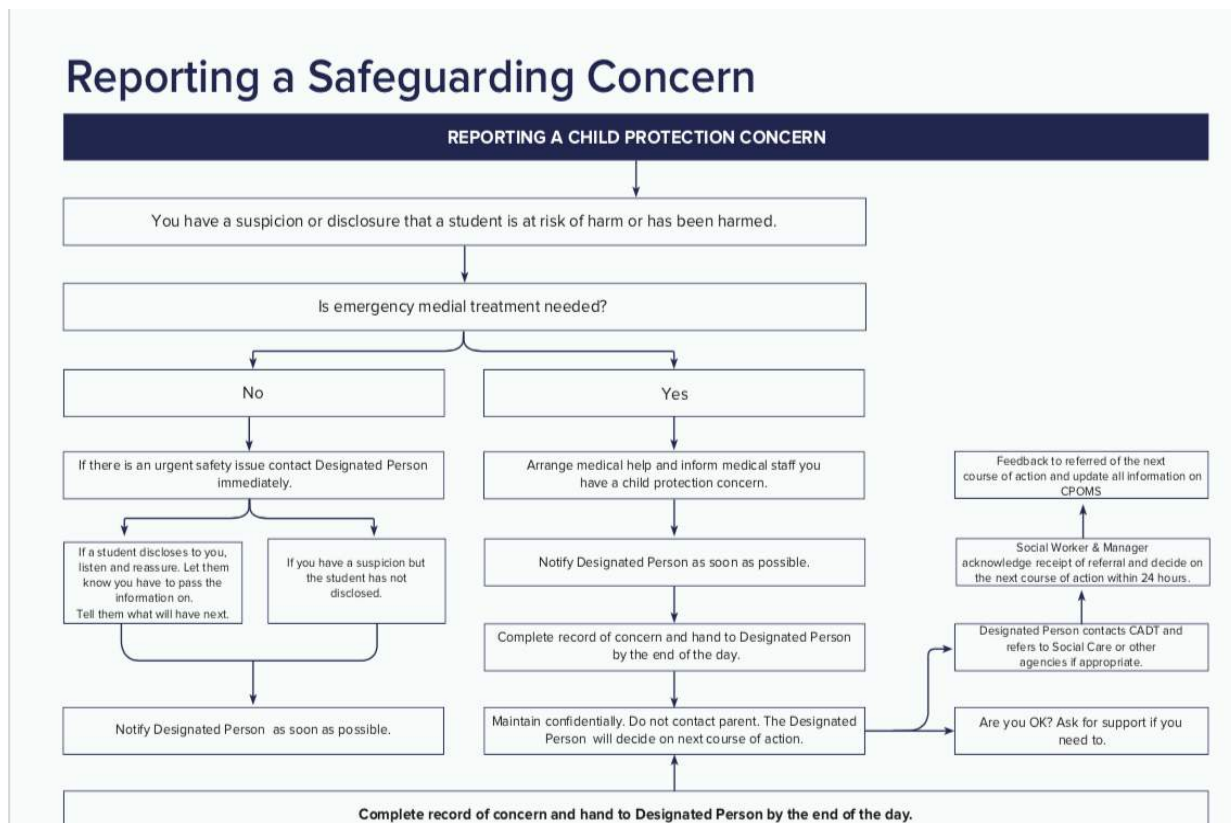 Reporting a Safeguarding Concern
REPORTING A CHILD PROTECTION CONCERN
You have a suspicion or disclosure that a student is at risk of harm or has been harmed.
Is emergency medial treatment needed?
No
Yes
If there is an urgent safety issue contact Designated Person
immediately.
Arrange medical help and inform medical staff you
have a child protection concern.
Feedback to referred of the next
course of action and update all information on
CPOMS
If a student discloses to you,
listen and reassure. Let them
know you have to pass the
information on.
Tell them what will have next.
If you have a suspicion but
the student has not
disclosed.
Notify Designated Person as soon as possible.
Social Worker & Manager
acknowledge receipt of referral and decide on
the next course of action within 24 hours.
Complete record of concern and hand to Designated Person
by the end of the day.
Designated Person contacts CADT and
refers to Social Care or other
agencies if appropriate.
Notify Designated Person as soon as possible.
Maintain confidentially. Do not contact parent. The Designated
Person will decide on next course of action.
Are you OK? Ask for support if you
need to.
Complete record of concern and hand to Designated Person by the end of the day.